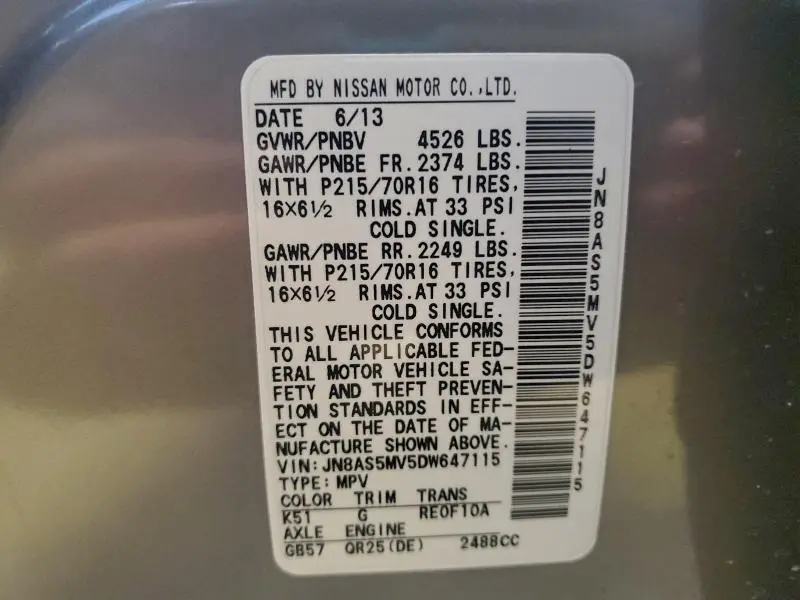 MFD BY NISSAN MOTOR CO.,LTD.
DATE 6/13
GVWR/PNBV 4526 LBS.
GAWR/PNBE FR. 2374 LBS.
WITH P215/70R16 TIRES,
16×6½ RIMS. AT 33 PSI
COLD SINGLE.
GAWR/PNBE RR. 2249 LBS.
WITH P215/70R16 TIRES,
16×6½ RIMS. AT 33 PSI
COLD SINGLE.
THIS VEHICLE CONFORMS
TO ALL APPLICABLE FED-
ERAL MOTOR VEHICLE SA-
FETY AND THEFT PREVEN-
TION STANDARDS IN EFF-
ECT ON THE DATE OF MA-
NUFACTURE SHOWN ABOVE.
VIN: JN8AS5MV5DW647115
TYPE: MPV
COLOR TRIM TRANS
K51 G RE0F10A
AXLE ENGINE
GB57 QR25(DE) 2488CC
JN8AS5MV5DW647115